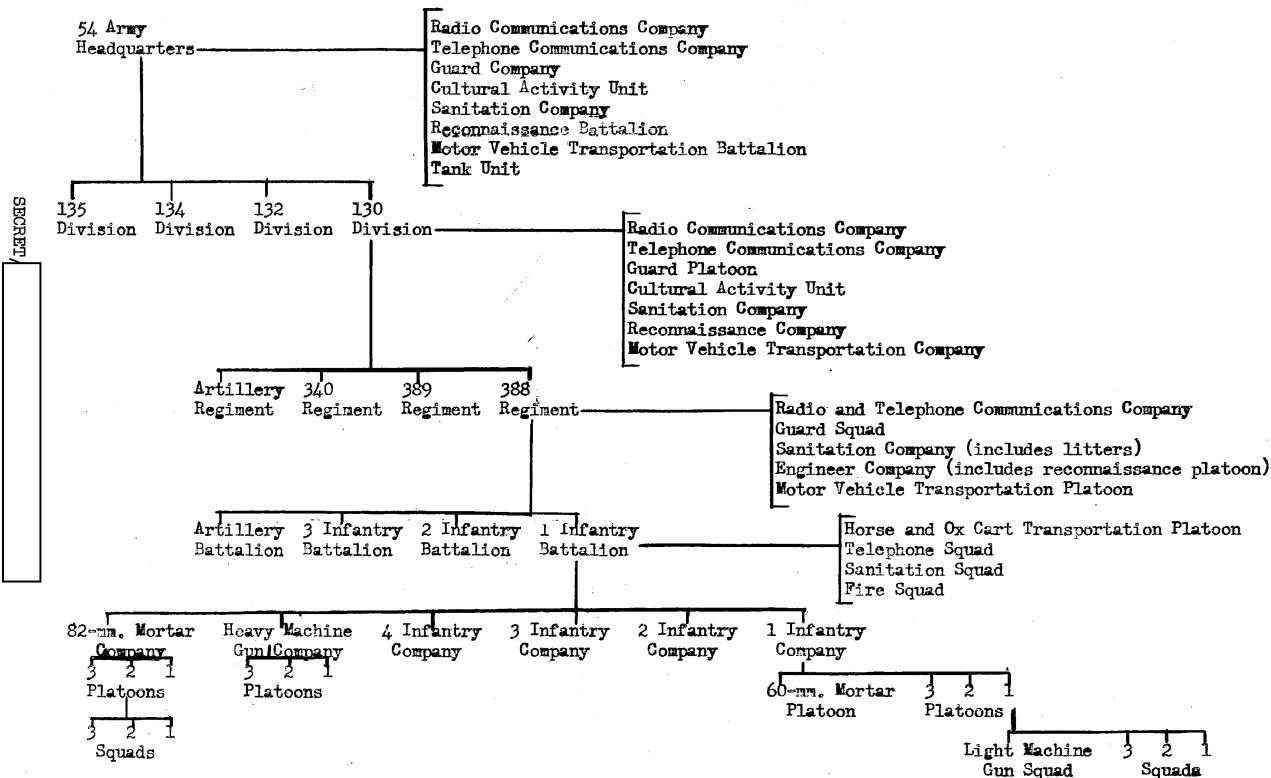 54 Army
Headquarters
Radio Communications Company
Telephone Communications Company
Guard Company
Cultural Activity Unit
Sanitation Company
Reconnaissance Battalion
Motor Vehicle Transportation Battalion
Tank Unit
SECRET/
135 134 132 130
Division Division Division Division
Radio Communications Company
Telephone Communications Company
Guard Platoon
Cultural Activity Unit
Sanitation Company
Reconnaissance Company
Motor Vehicle Transportation Company
Artillery 340 389 388
Regiment Regiment Regiment Regiment
Radio and Telephone Communications Company
Guard Squad
Sanitation Company (includes litters)
Engineer Company (includes reconnaissance platoon)
Motor Vehicle Transportation Platoon
Artillery 3 Infantry 2 Infantry 1 Infantry
Battalion Battalion Battalion Battalion
Horse and Ox Cart Transportation Platoon
Telephone Squad
Sanitation Squad
Fire Squad
82-mm. Mortar Heavy Machine 4 Infantry 3 Infantry 2 Infantry 1 Infantry
Company Gun Company Company Company Company Company
3 2 1 3 2 1
Platoons Platoons
60-mm. Mortar 3 2 1
Platoon Platoons
3 2 1
Squads
Light Machine 3 2 1
Gun Squad Squads